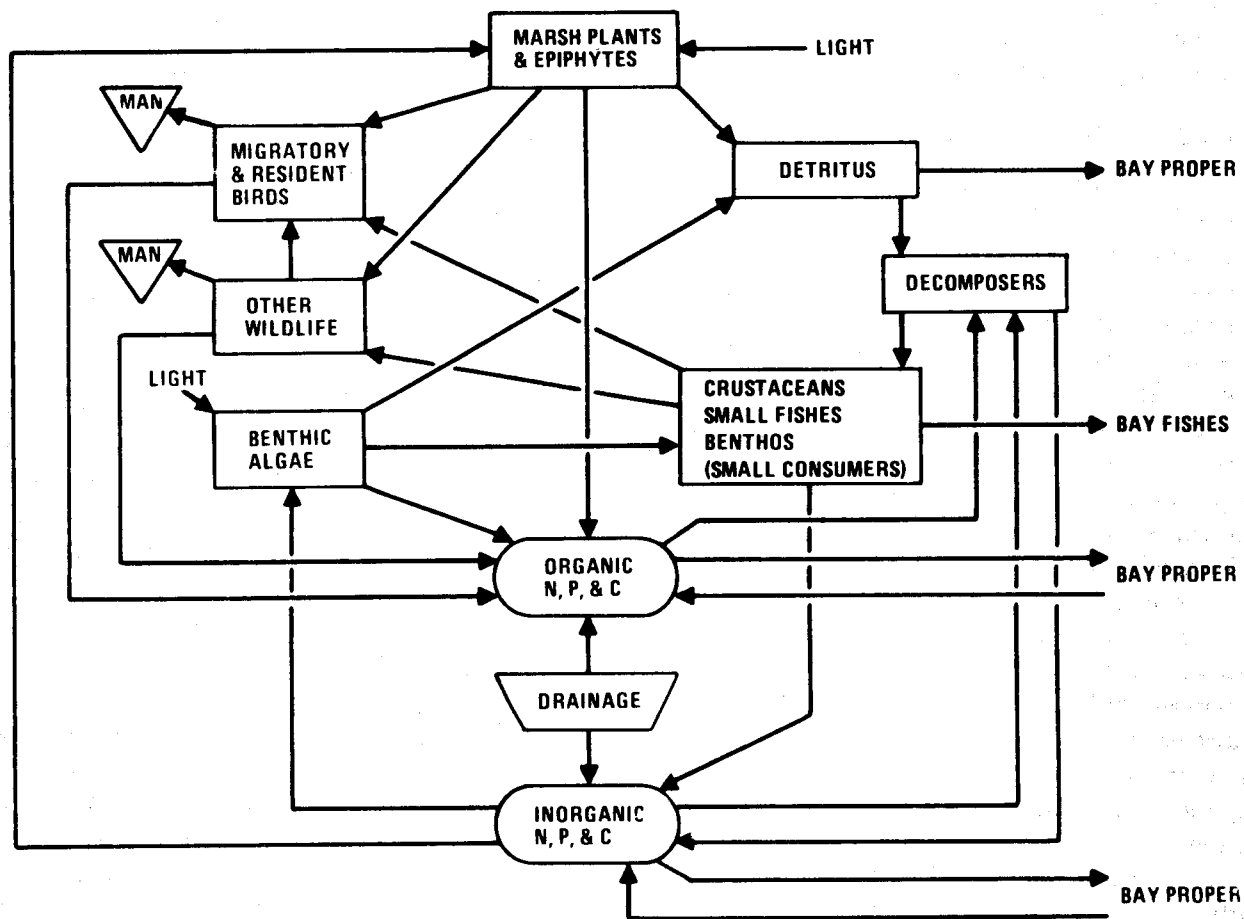 MARSH PLANTS
& EPIPHYTES
LIGHT
MAN
MIGRATORY
& RESIDENT
BIRDS
DETRITUS
BAY PROPER
MAN
DECOMPOSERS
OTHER
WILDLIFE
LIGHT
CRUSTACEANS
SMALL FISHES
BENTHOS
(SMALL CONSUMERS)
BAY FISHES
BENTHIC
ALGAE
ORGANIC
N, P, & C
BAY PROPER
DRAINAGE
INORGANIC
N, P, & C
BAY PROPER